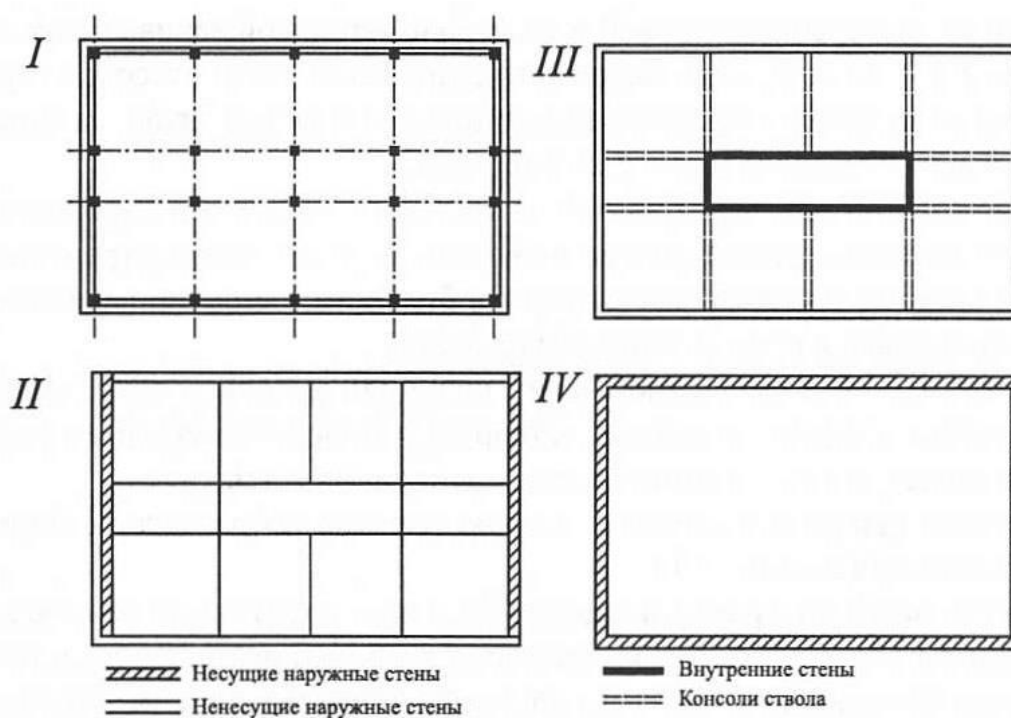 I
III
II
IV
Несущие наружные стены
Внутренние стены
Ненесущие наружные стены
Консоли ствола